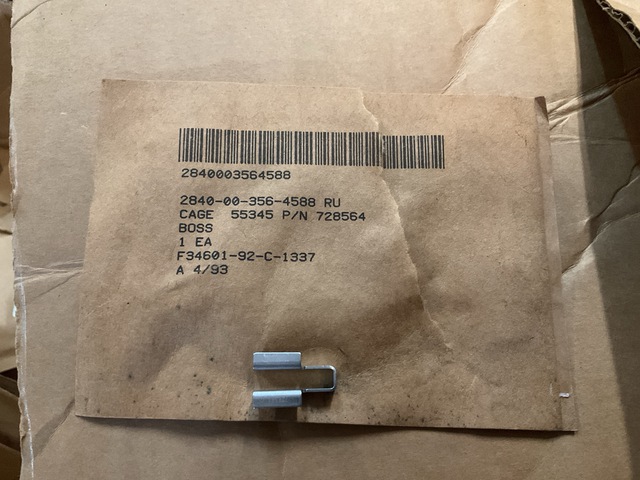 2840003564588
2840-00-356-4588 RU
CAGE  55345 P/N 728564
BOSS
1 EA
F34601-92-C-1337
A 4/93